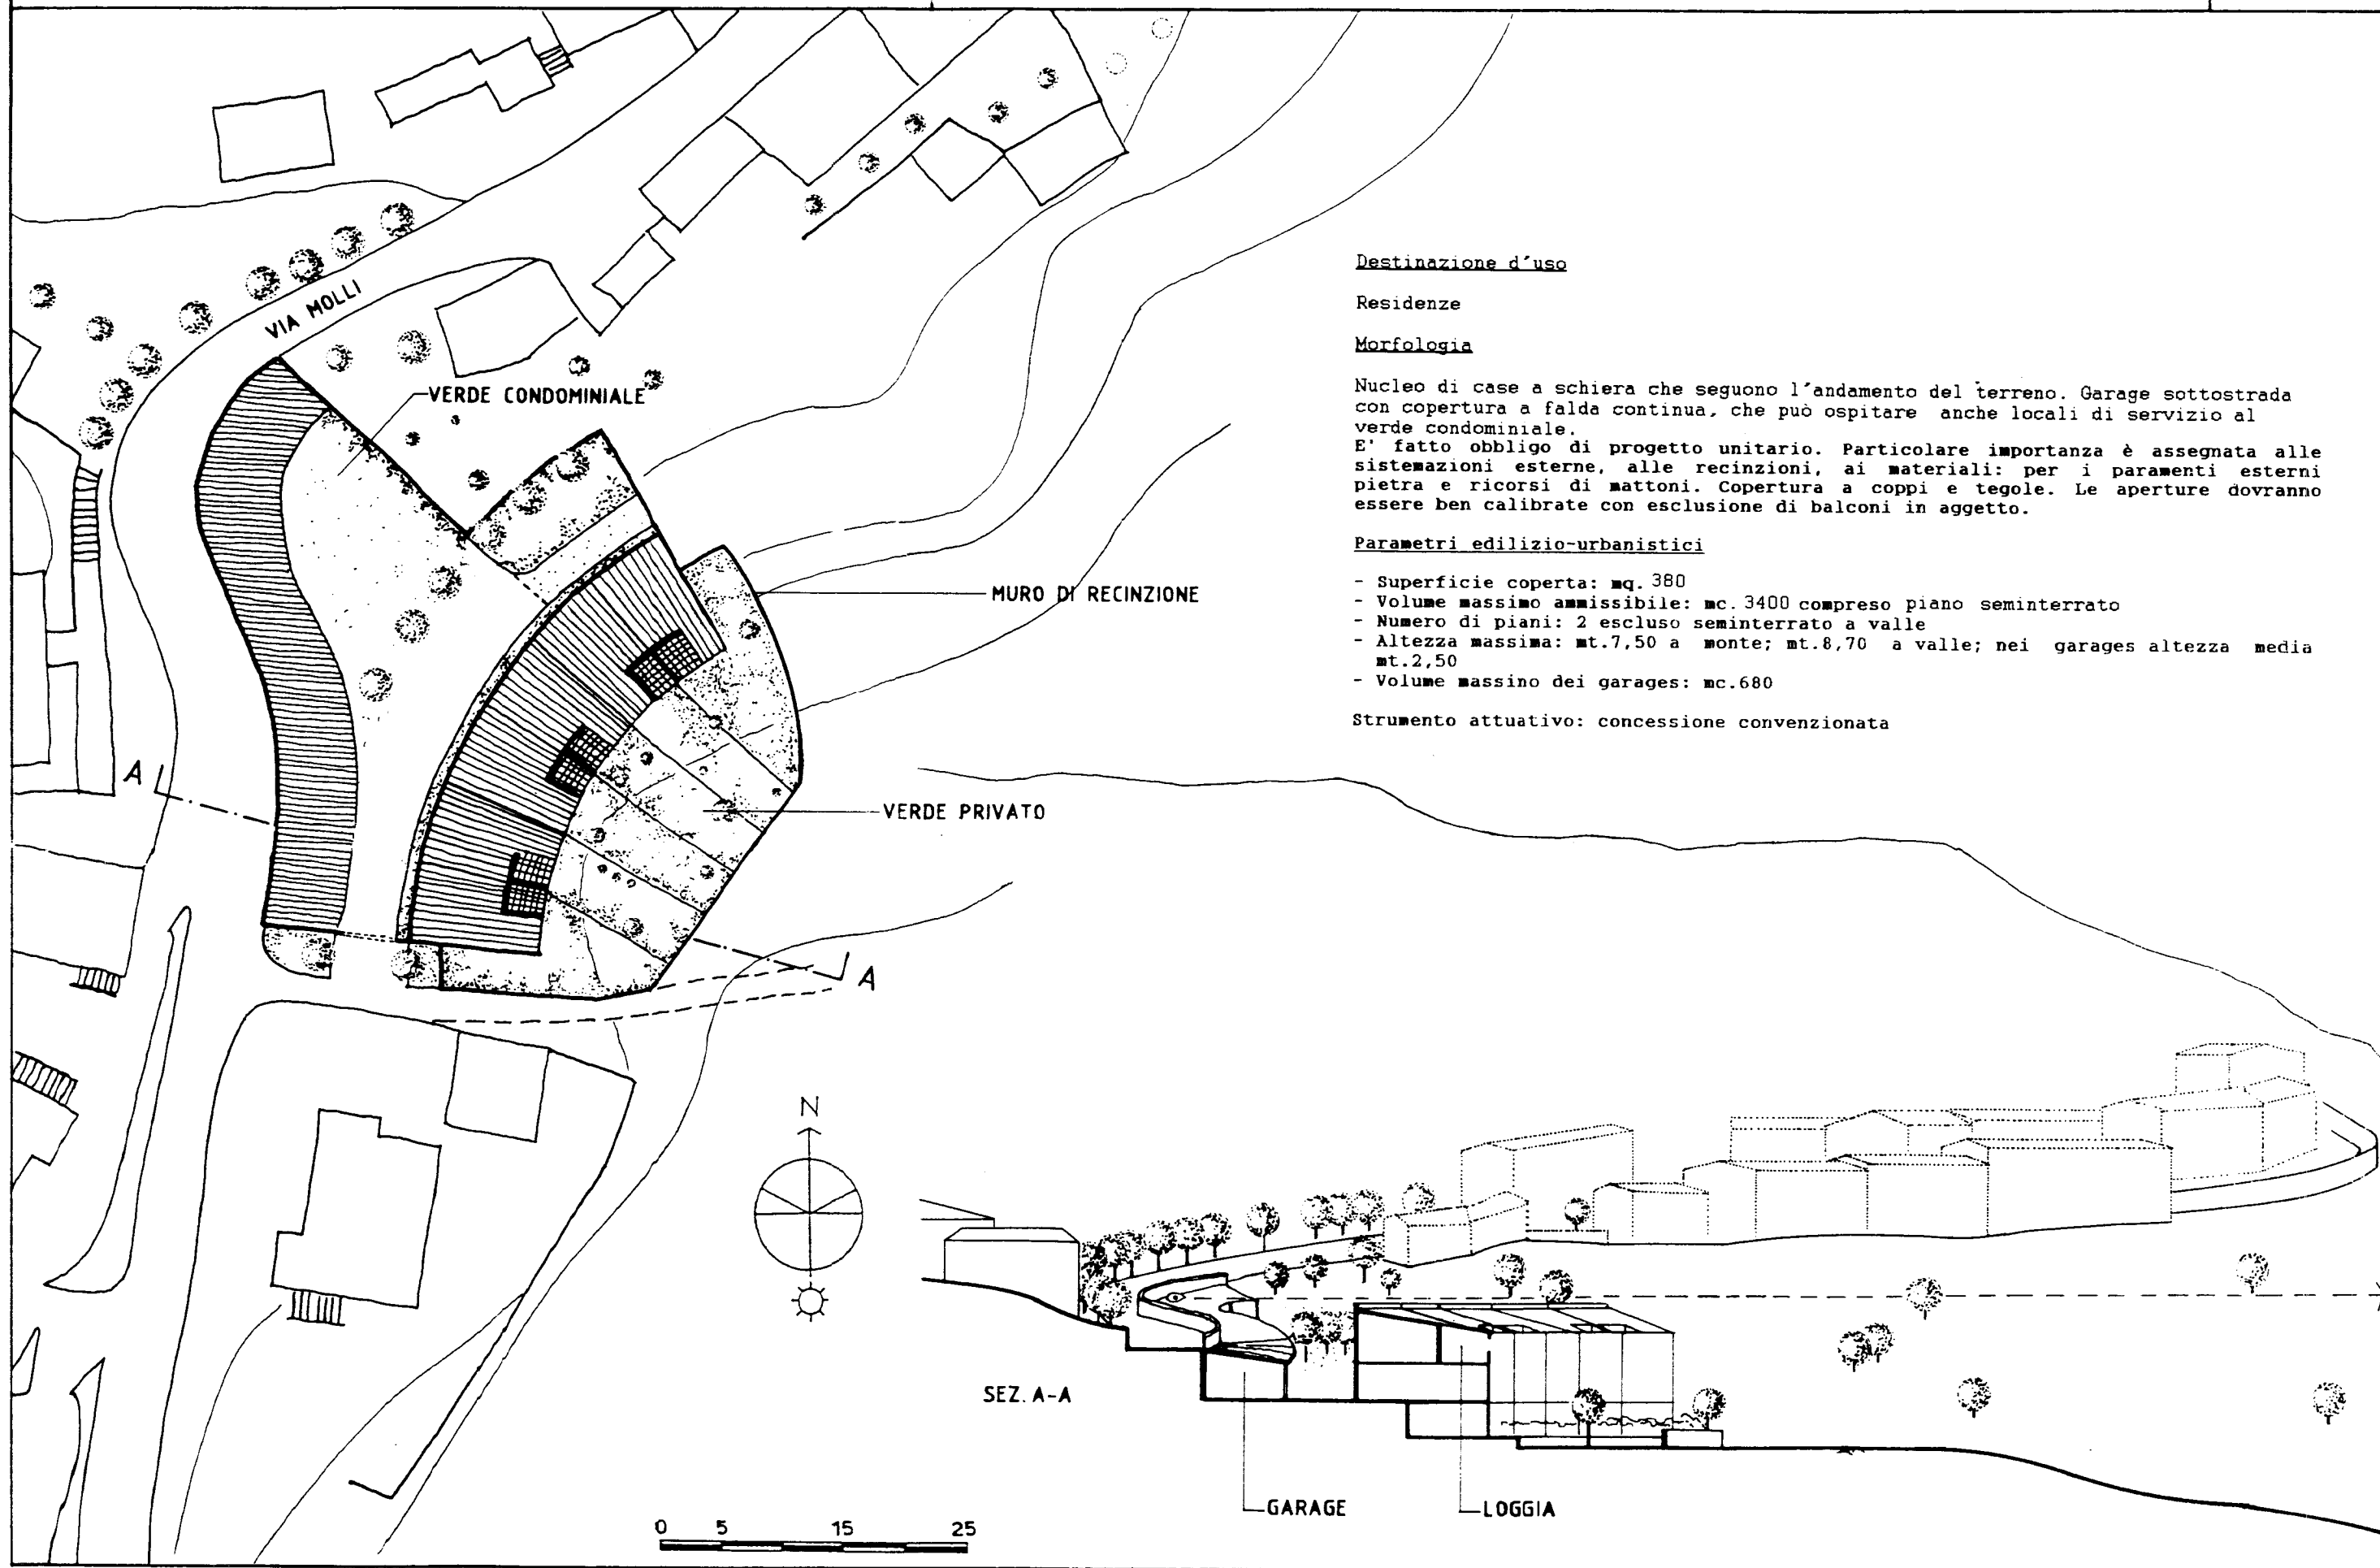 VIA MOLLI
VERDE CONDOMINIALE
MURO DI RECINZIONE
VERDE PRIVATO
A
A
Destinazione d'uso
Residenze
Morfologia
Nucleo di case a schiera che seguono l'andamento del terreno. Garage sottostrada
con copertura a falda continua, che può ospitare anche locali di servizio al
verde condominiale.
E' fatto obbligo di progetto unitario. Particolare importanza è assegnata alle
sistemazioni esterne, alle recinzioni, ai materiali: per i paramenti esterni
pietra e ricorsi di mattoni. Copertura a coppi e tegole. Le aperture dovranno
essere ben calibrate con esclusione di balconi in aggetto.
Parametri edilizio-urbanistici
- Superficie coperta: mq. 380
- Volume massimo ammissibile: mc. 3400 compreso piano seminterrato
- Numero di piani: 2 escluso seminterrato a valle
- Altezza massima: mt.7,50 a monte; mt.8,70 a valle; nei garages altezza media
mt.2,50
- Volume massino dei garages: mc.680
Strumento attuativo: concessione convenzionata
N
SEZ. A-A
GARAGE
LOGGIA
0 5 15 25